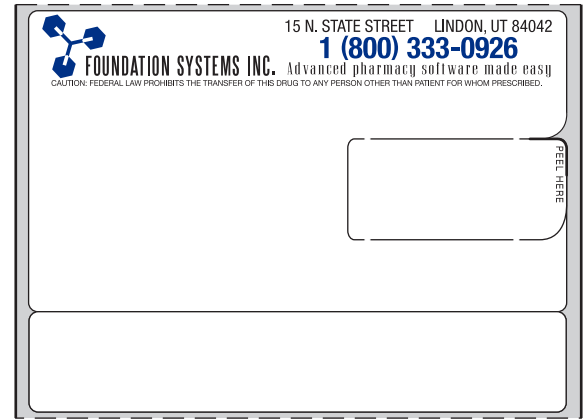 15 N. STATE STREET LINDON, UT 84042
1 (800) 333-0926
FOUNDATION SYSTEMS INC. Advanced pharmacy software made easy
CAUTION: FEDERAL LAW PROHIBITS THE TRANSFER OF THIS DRUG TO ANY PERSON OTHER THAN PATIENT FOR WHOM PRESCRIBED.
PEEL HERE